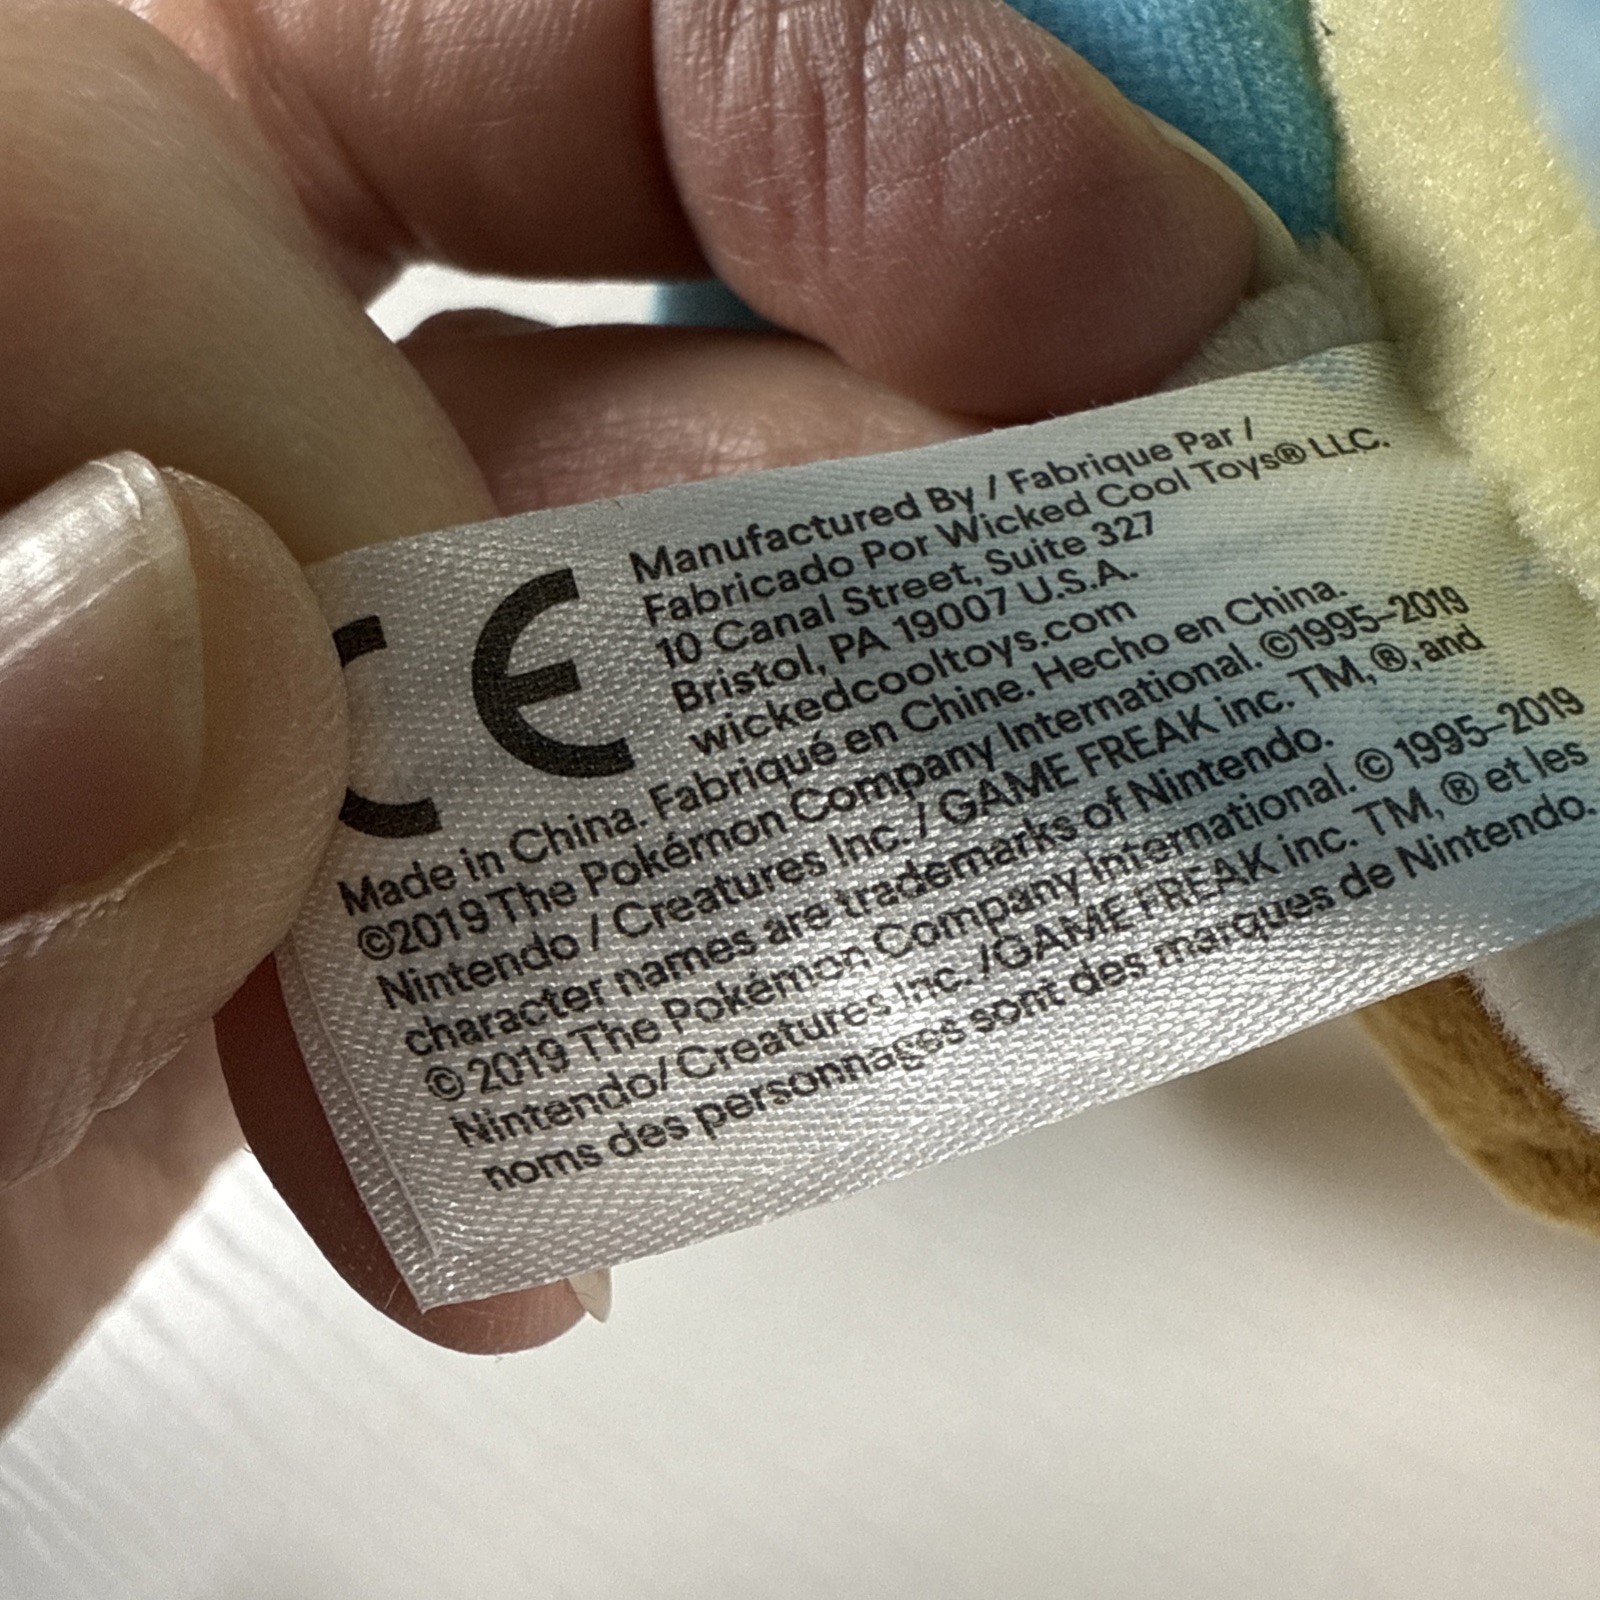 CE
Manufactured By / Fabrique Par /
Fabricado Por Wicked Cool Toys® LLC.
10 Canal Street, Suite 327
Bristol, PA 19007 U.S.A.
wickedcooltoys.com
Made in China. Fabriqué en Chine. Hecho en China.
©2019 The Pokémon Company International. ©1995–2019
Nintendo / Creatures Inc. / GAME FREAK inc. TM, ®, and
character names are trademarks of Nintendo.
© 2019 The Pokémon Company International. © 1995–2019
Nintendo/ Creatures Inc. /GAME FREAK inc. TM, ® et les
noms des personnages sont des marques de Nintendo.